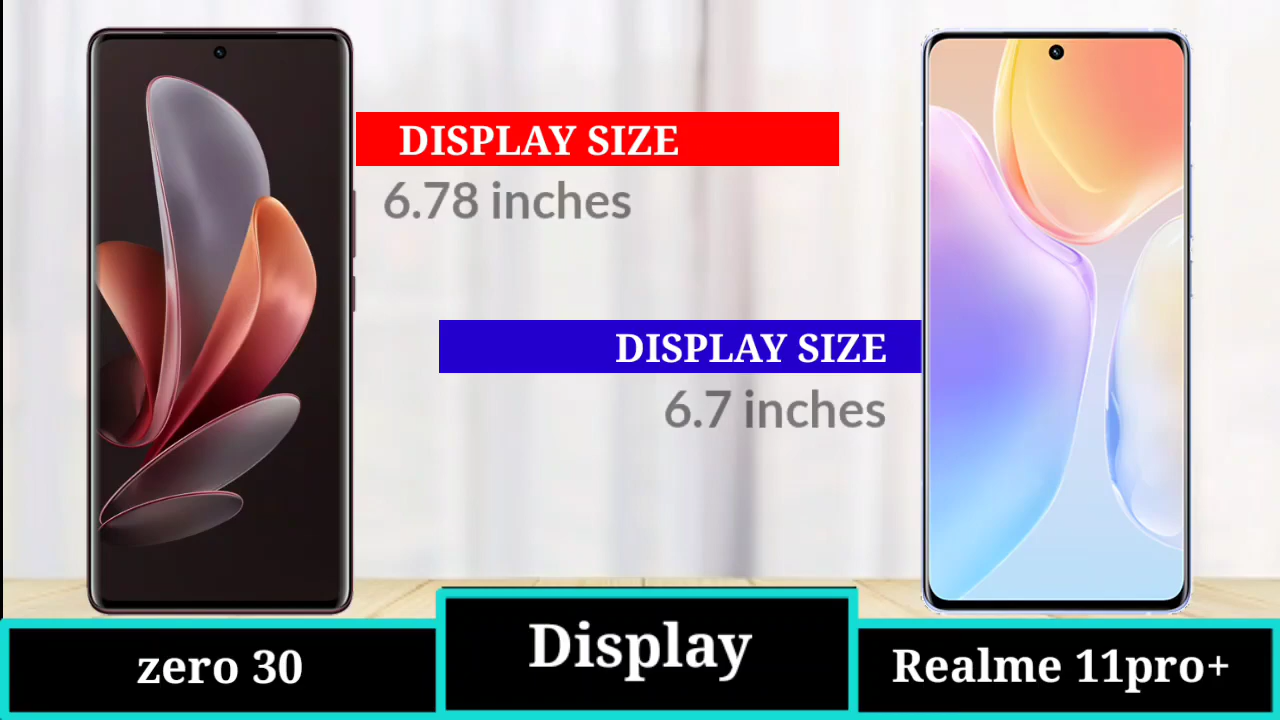 DISPLAY SIZE
6.78 inches
DISPLAY SIZE
6.7 inches
zero 30
Display
Realme 11pro+